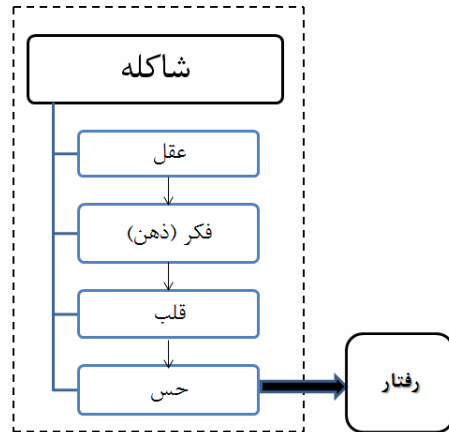 شاکله
عقل
فکر (ذهن)
قلب
حس
رفتار